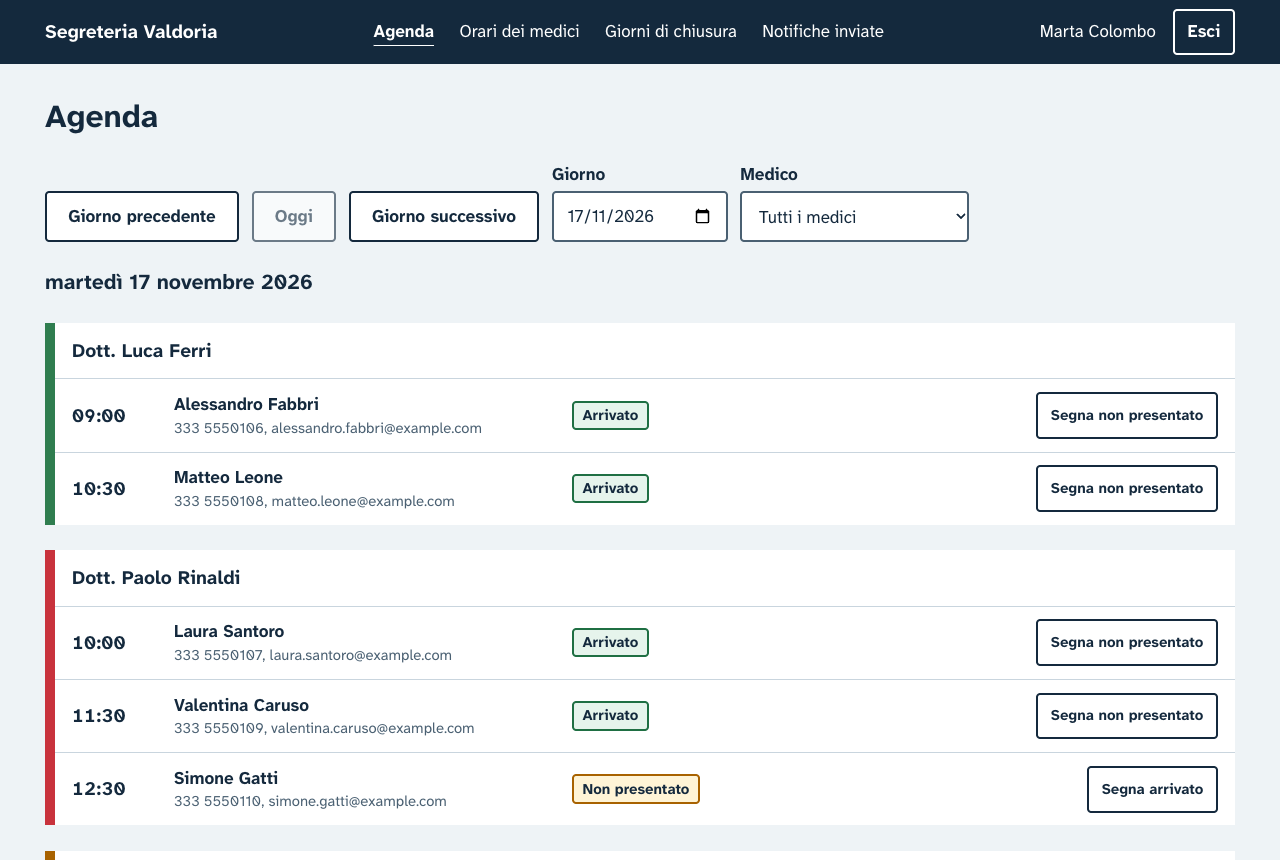 Segreteria Valdoria
Agenda
Orari dei medici
Giorni di chiusura
Notifiche inviate
Marta Colombo
Esci
Agenda
Giorno precedente
Oggi
Giorno successivo
Giorno
17/11/2026
Medico
Tutti i medici
martedì 17 novembre 2026
Dott. Luca Ferri
09:00
Alessandro Fabbri
333 5550106, alessandro.fabbri@example.com
Arrivato
Segna non presentato
10:30
Matteo Leone
333 5550108, matteo.leone@example.com
Arrivato
Segna non presentato
Dott. Paolo Rinaldi
10:00
Laura Santoro
333 5550107, laura.santoro@example.com
Arrivato
Segna non presentato
11:30
Valentina Caruso
333 5550109, valentina.caruso@example.com
Arrivato
Segna non presentato
12:30
Simone Gatti
333 5550110, simone.gatti@example.com
Non presentato
Segna arrivato